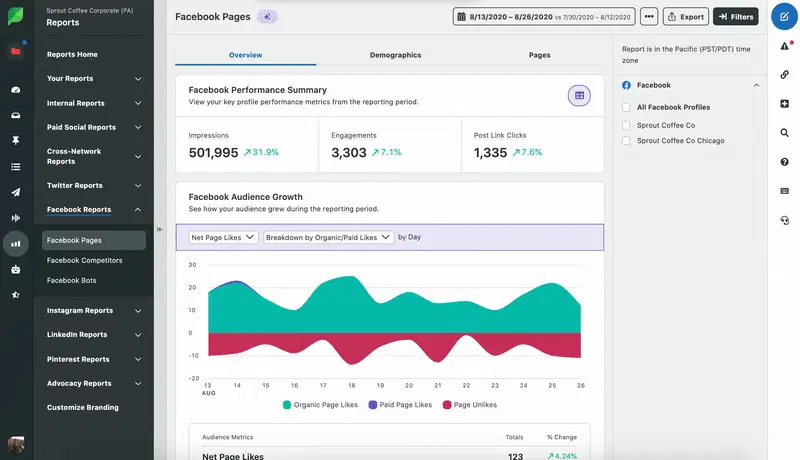 Sprout Coffee Corporate (PA)
Reports
Reports Home
Your Reports
Internal Reports
Paid Social Reports
Cross-Network
Reports
Twitter Reports
Facebook Reports
Facebook Pages
Facebook Competitors
Facebook Bots
Instagram Reports
LinkedIn Reports
Pinterest Reports
Advocacy Reports
Customize Branding
Facebook Pages
8/13/2020 – 8/26/2020 vs 7/30/2020 – 8/12/2020
Export
Filters
Overview
Demographics
Pages
Facebook Performance Summary
View your key profile performance metrics from the reporting period.
Impressions
501,995 31.9%
Engagements
3,303 7.1%
Post Link Clicks
1,335 7.6%
Facebook Audience Growth
See how your audience grew during the reporting period.
Net Page Likes
Breakdown by Organic/Paid Likes
by Day
30
20
10
0
-10
-20
13 14 15 16 17 18 19 20 21 22 23 24 25 26
AUG
Organic Page Likes
Paid Page Likes
Page Unlikes
Audience Metrics Totals % Change
Net Page Likes 123 4.24%
Report is in the Pacific (PST/PDT) time
zone
Facebook
All Facebook Profiles
Sprout Coffee Co
Sprout Coffee Co Chicago